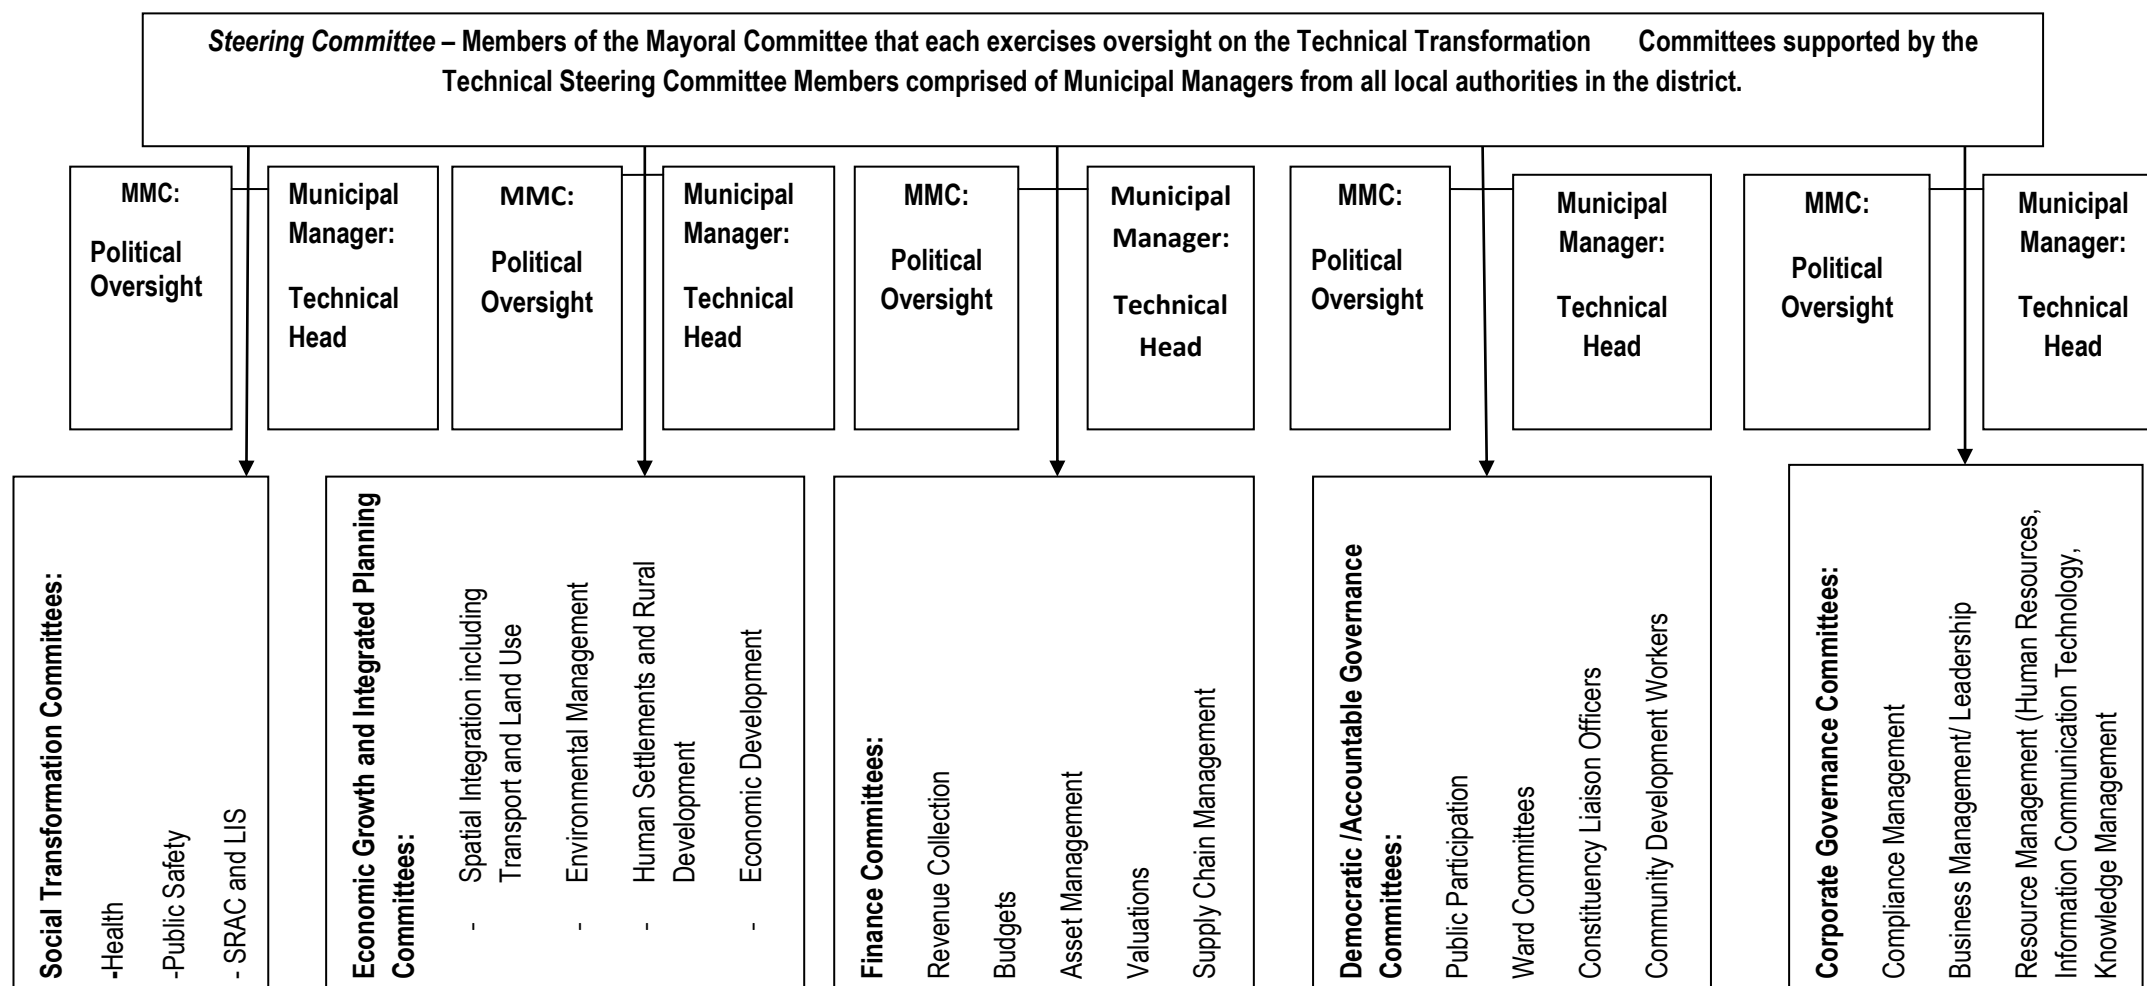 Steering Committee – Members of the Mayoral Committee that each exercises oversight on the Technical Transformation Committees supported by the
Technical Steering Committee Members comprised of Municipal Managers from all local authorities in the district.
MMC:
Political
Oversight
Municipal
Manager:
Technical
Head
MMC:
Political
Oversight
Municipal
Manager:
Technical
Head
MMC:
Political
Oversight
Municipal
Manager:
Technical
Head
MMC:
Political
Oversight
Municipal
Manager:
Technical
Head
MMC:
Political
Oversight
Municipal
Manager:
Technical
Head
Social Transformation Committees:
-Health
-Public Safety
- SRAC and LIS
Economic Growth and Integrated Planning
Committees:
- Spatial Integration including
Transport and Land Use
- Environmental Management
- Human Settlements and Rural
Development
- Economic Development
Finance Committees:
Revenue Collection
Budgets
Asset Management
Valuations
Supply Chain Management
Democratic /Accountable Governance
Committees:
Public Participation
Ward Committees
Constituency Liaison Officers
Community Development Workers
Corporate Governance Committees:
Compliance Management
Business Management/ Leadership
Resource Management (Human Resources,
Information Communication Technology,
Knowledge Management